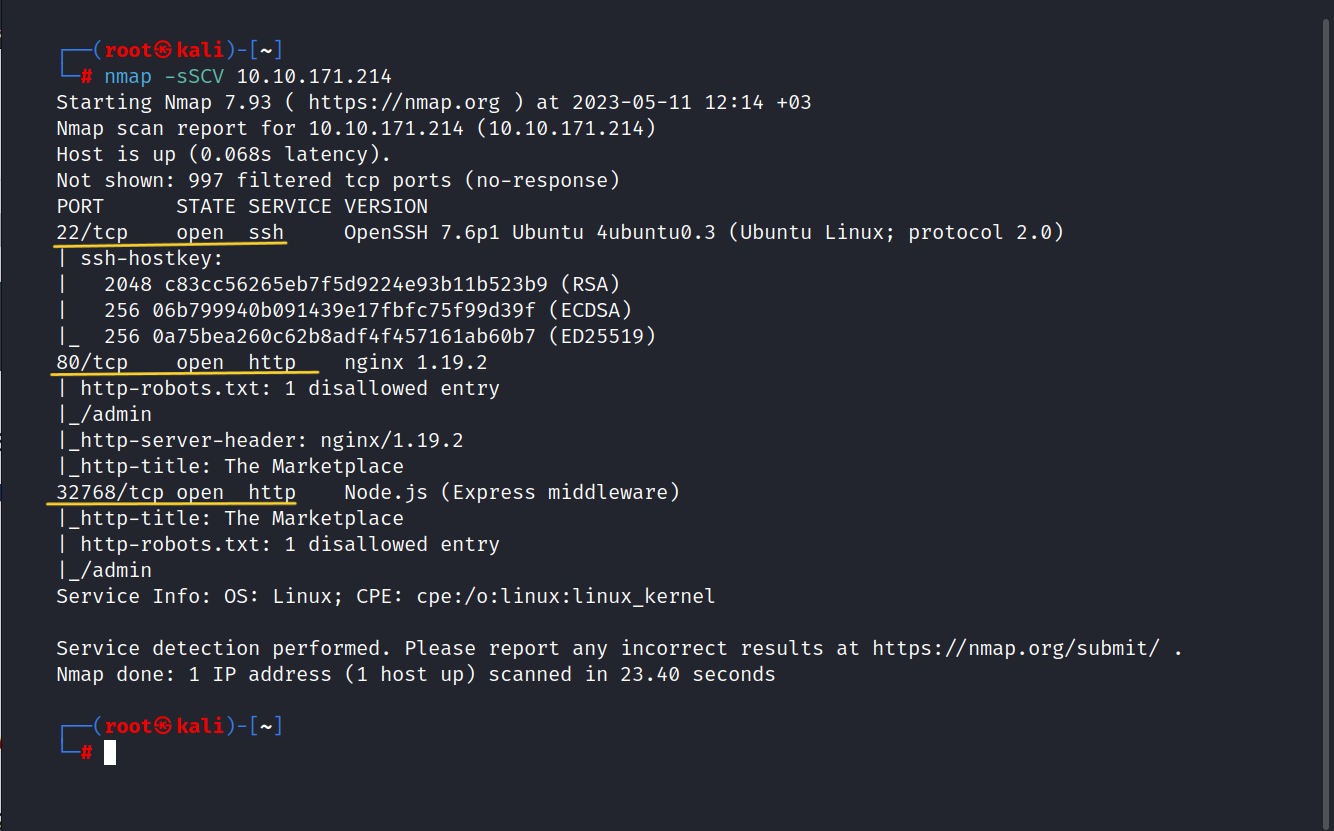 ┌──(root㉿kali)-[~]
└─# nmap -sSCV 10.10.171.214
Starting Nmap 7.93 ( https://nmap.org ) at 2023-05-11 12:14 +03
Nmap scan report for 10.10.171.214 (10.10.171.214)
Host is up (0.068s latency).
Not shown: 997 filtered tcp ports (no-response)
PORT      STATE SERVICE VERSION
22/tcp    open  ssh     OpenSSH 7.6p1 Ubuntu 4ubuntu0.3 (Ubuntu Linux; protocol 2.0)
| ssh-hostkey:
|   2048 c83cc56265eb7f5d9224e93b11b523b9 (RSA)
|   256 06b799940b091439e17fbfc75f99d39f (ECDSA)
|_  256 0a75bea260c62b8adf4f457161ab60b7 (ED25519)
80/tcp    open  http    nginx 1.19.2
| http-robots.txt: 1 disallowed entry
|_/admin
|_http-server-header: nginx/1.19.2
|_http-title: The Marketplace
32768/tcp open  http    Node.js (Express middleware)
|_http-title: The Marketplace
| http-robots.txt: 1 disallowed entry
|_/admin
Service Info: OS: Linux; CPE: cpe:/o:linux:linux_kernel

Service detection performed. Please report any incorrect results at https://nmap.org/submit/ .
Nmap done: 1 IP address (1 host up) scanned in 23.40 seconds

┌──(root㉿kali)-[~]
└─#